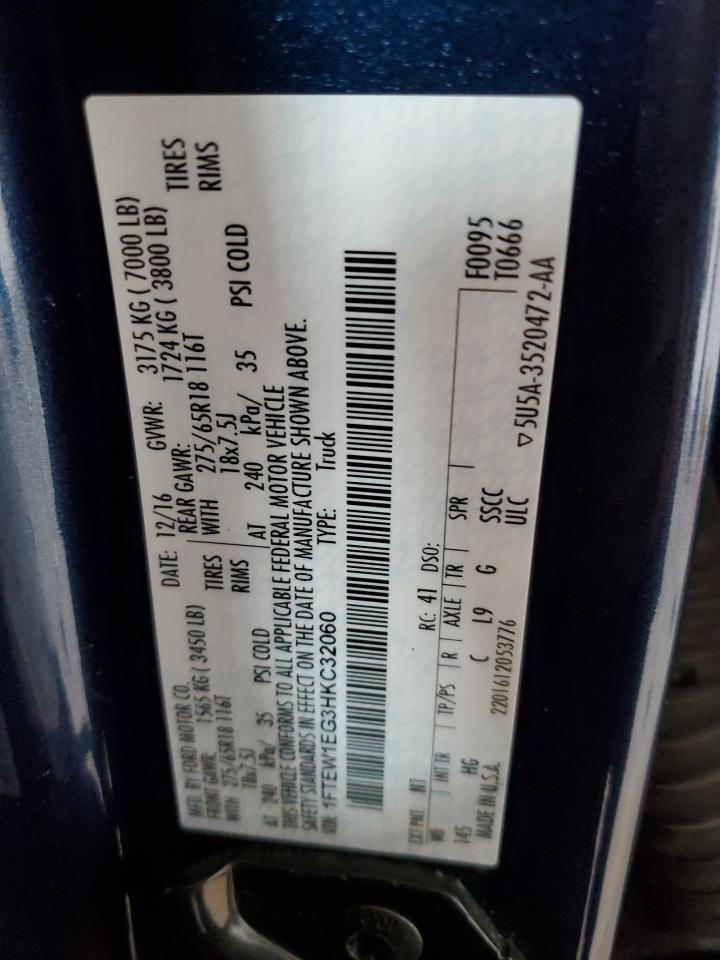 MFD. BY FORD MOTOR CO.
DATE: 12/16 GVWR: 3175 KG ( 7000 LB)
FRONT GAWR: 1565 KG ( 3450 LB) REAR GAWR: 1724 KG ( 3800 LB)
WITH 275/65R18 116T TIRES WITH 275/65R18 116T TIRES
18x7.5J RIMS 18x7.5J RIMS
AT 240 kPa/ 35 PSI COLD AT 240 kPa/ 35 PSI COLD
THIS VEHICLE CONFORMS TO ALL APPLICABLE FEDERAL MOTOR VEHICLE
SAFETY STANDARDS IN EFFECT ON THE DATE OF MANUFACTURE SHOWN ABOVE.
VIN: 1FTEW1EG3HKC32060 TYPE: Truck
EXT PNT: N1 RC: 41 DSO:
WB INT TR TP/PS R AXLE TR SPR F0095
145 HG C L9 G SSCC T0666
MADE IN U.S.A. 2201612053776 ULC
▽5U5A-3520472-AA